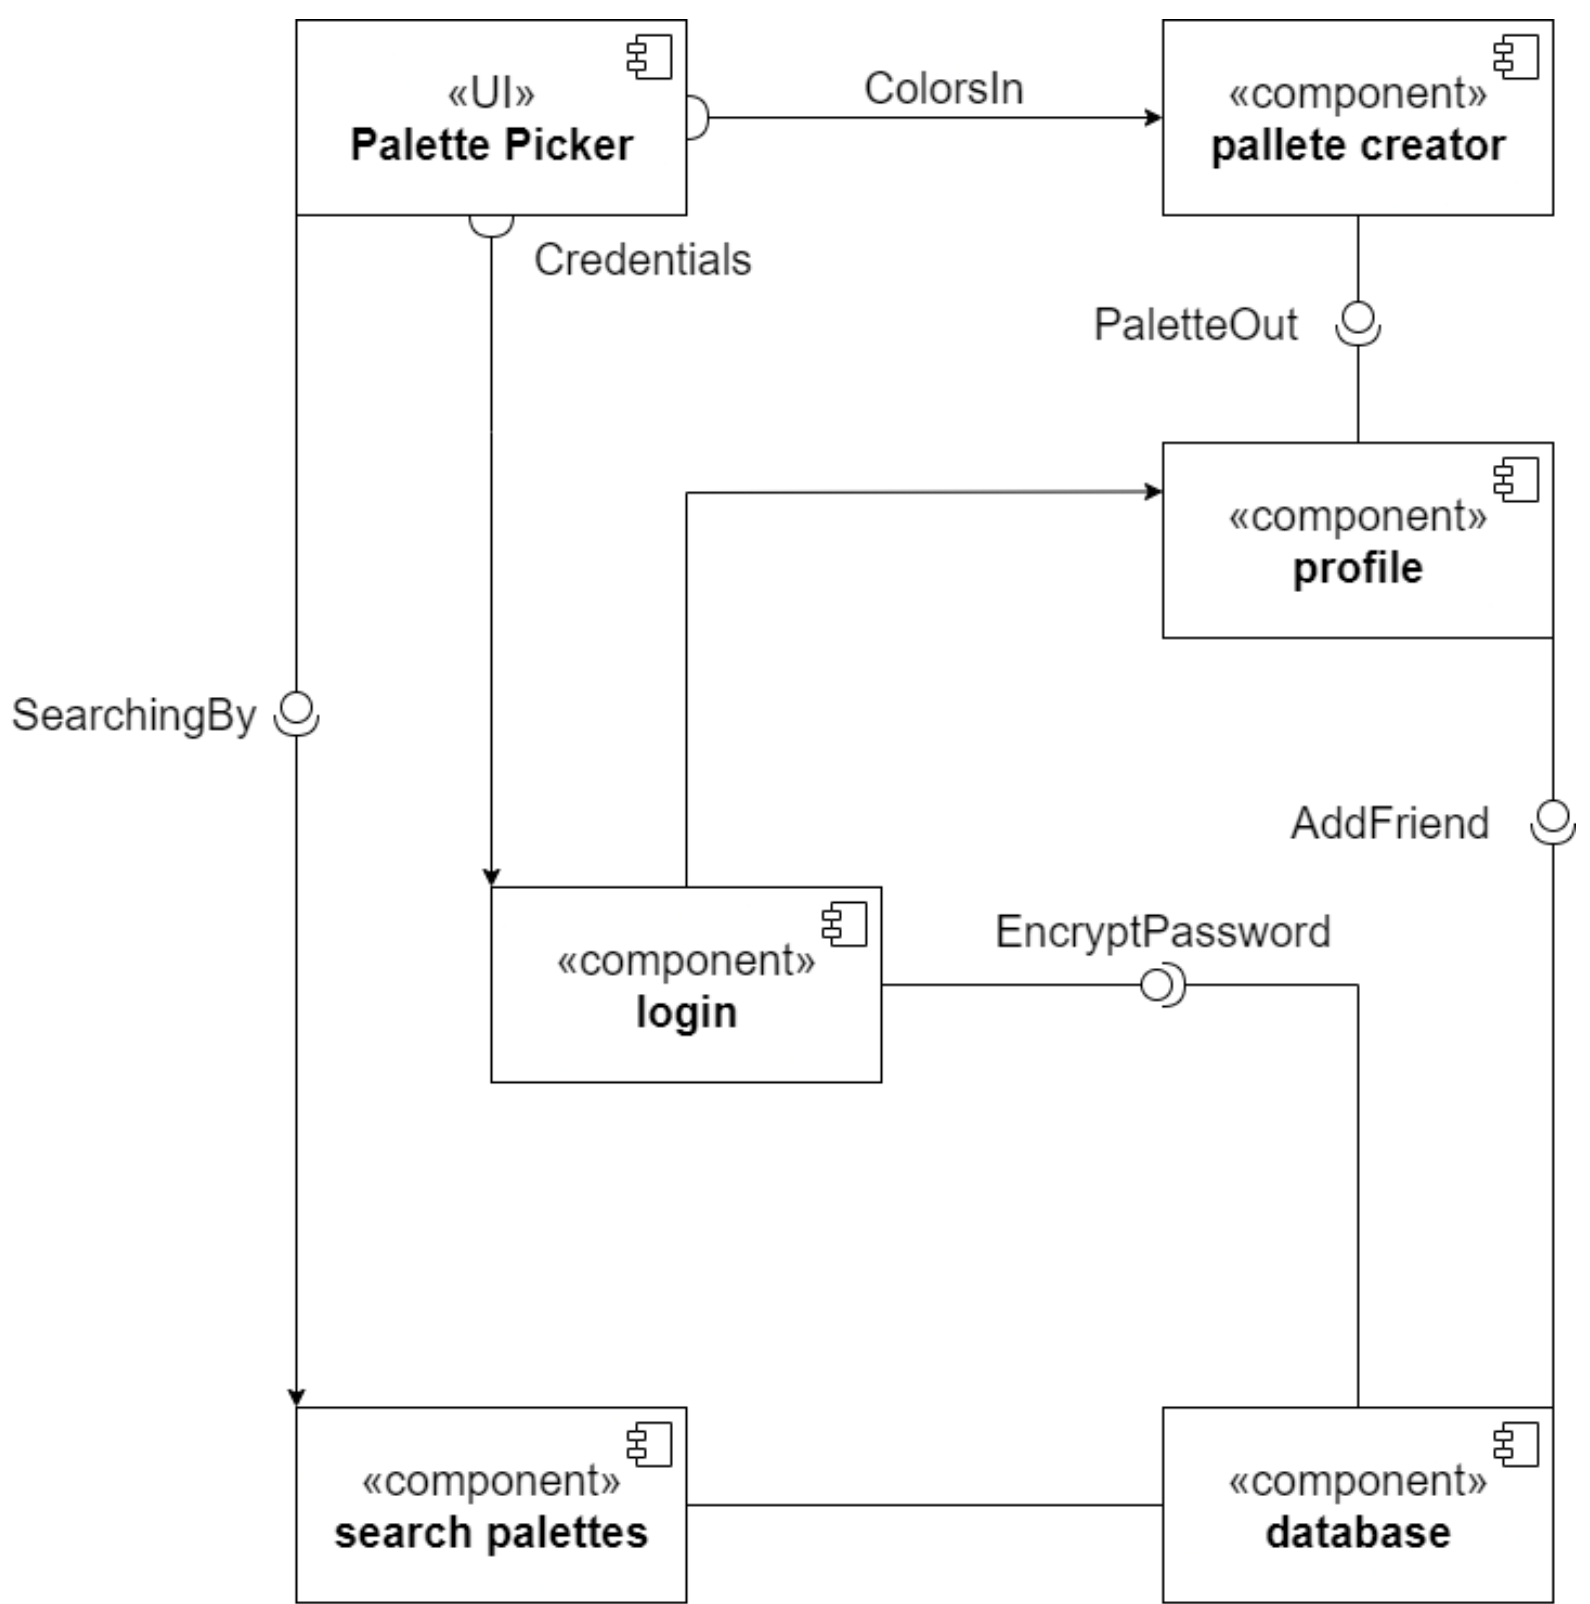 «UI»
Palette Picker
ColorsIn
«component»
pallete creator
Credentials
PaletteOut
«component»
profile
SearchingBy
AddFriend
«component»
login
EncryptPassword
«component»
search palettes
«component»
database